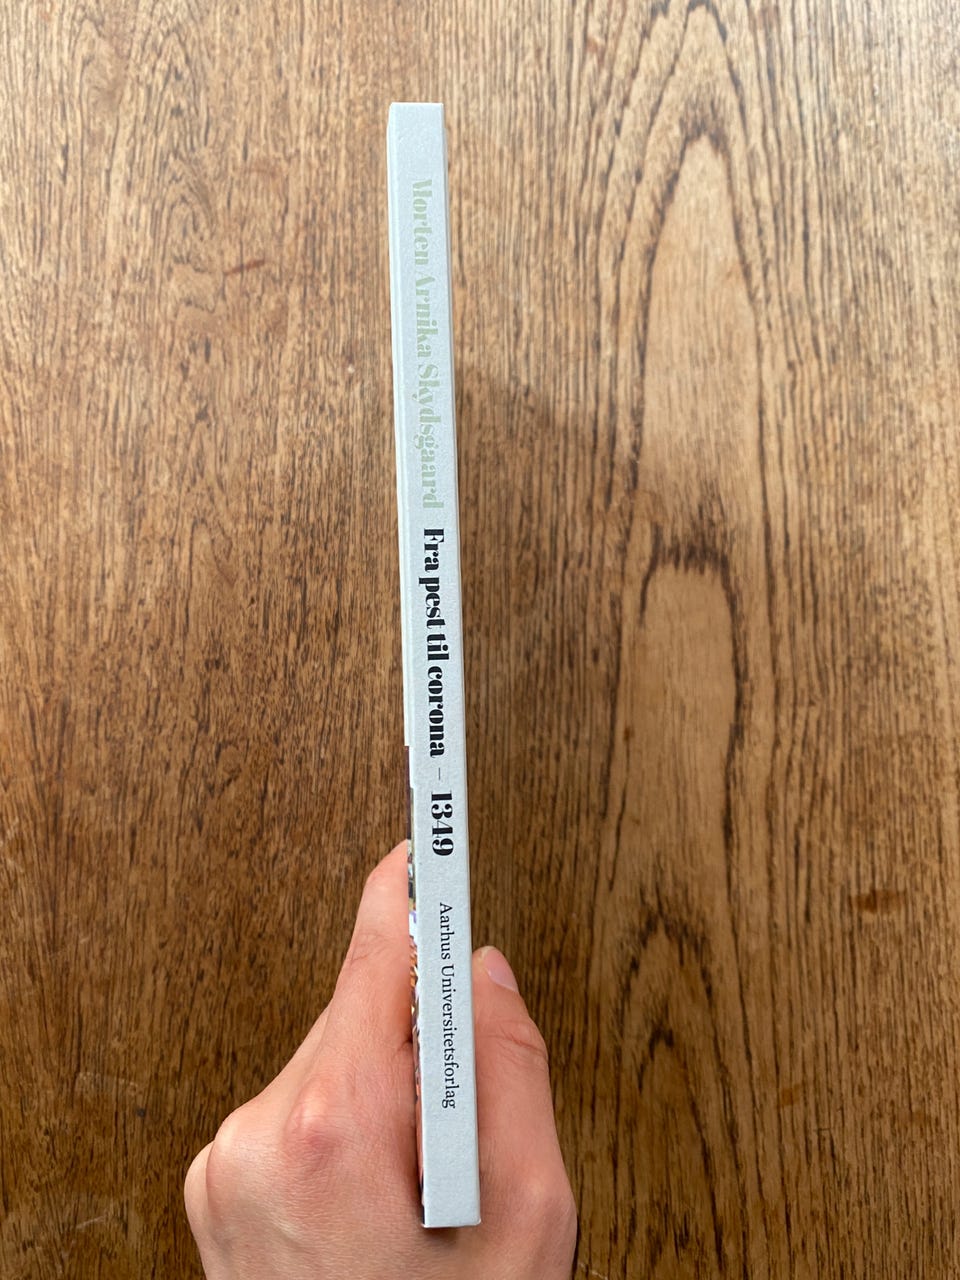 Morten Arnika Skydsgaard Fra pest til corona – 1349 Aarhus Universitetsforlag